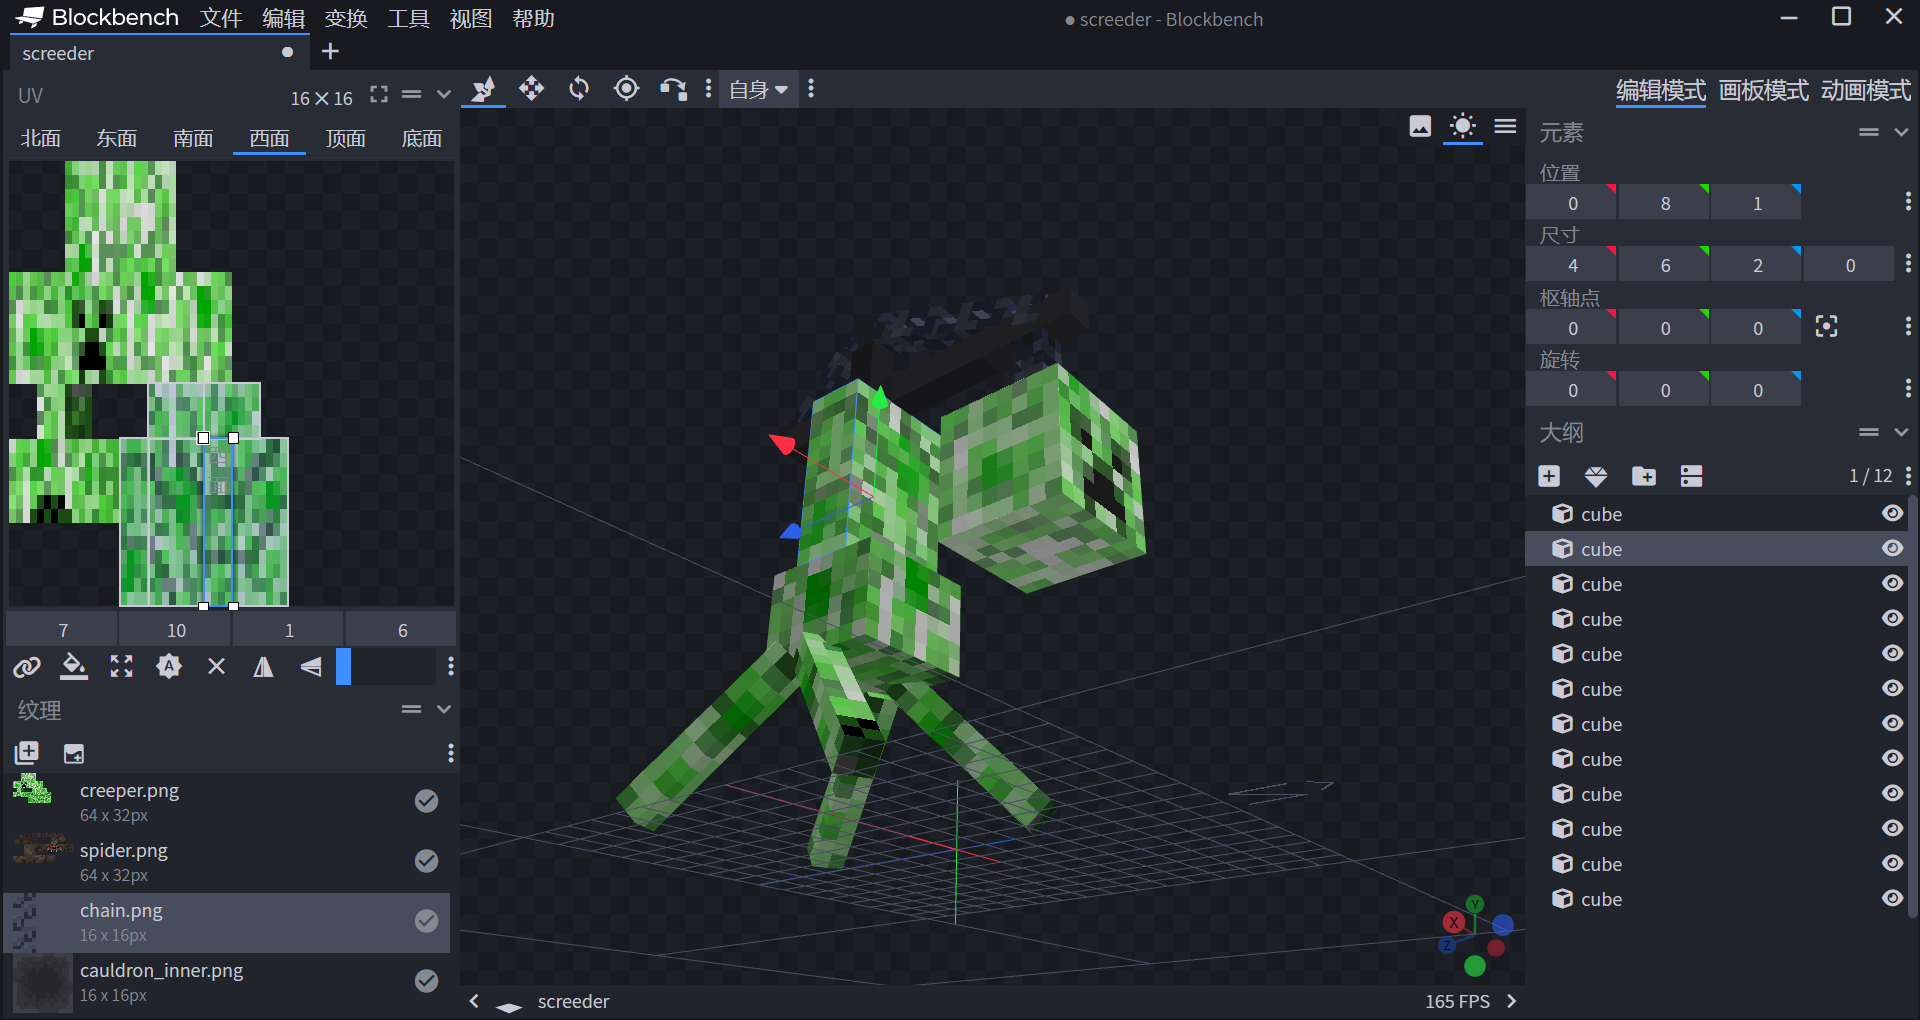 Blockbench 文件 编辑 变换 工具 视图 帮助
● screeder - Blockbench
screeder
UV 16 × 16
北面 东面 南面 西面 顶面 底面
7 10 1 6
纹理
creeper.png
64 x 32px
spider.png
64 x 32px
chain.png
16 x 16px
cauldron_inner.png
16 x 16px
自身
X
Y
Z
screeder
165 FPS
编辑模式 画板模式 动画模式
元素
位置
0 8 1
尺寸
4 6 2 0
枢轴点
0 0 0
旋转
0 0 0
大纲
1 / 12
cube
cube
cube
cube
cube
cube
cube
cube
cube
cube
cube
cube